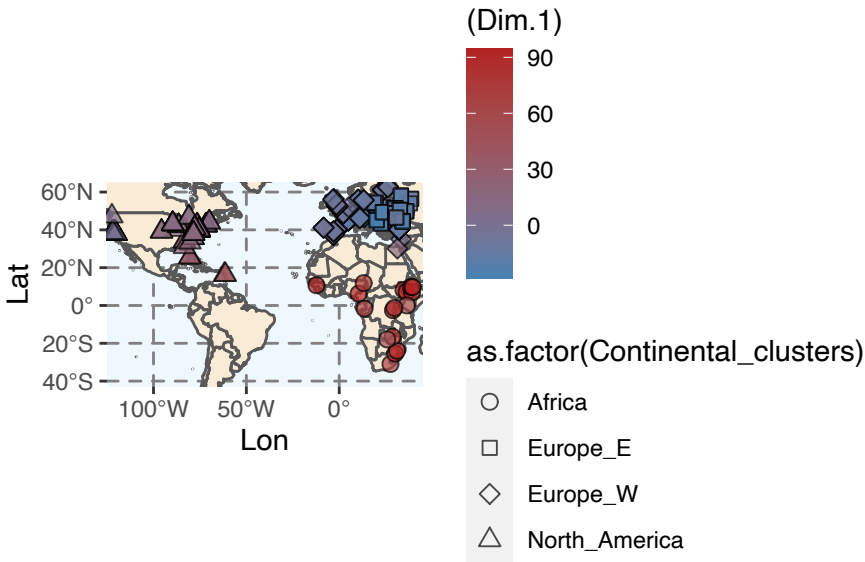 (Dim.1)
90
60
30
0
60°N
40°N
20°N
0°
20°S
40°S
Lat
100°W 50°W 0°
Lon
as.factor(Continental_clusters)
Africa
Europe_E
Europe_W
North_America